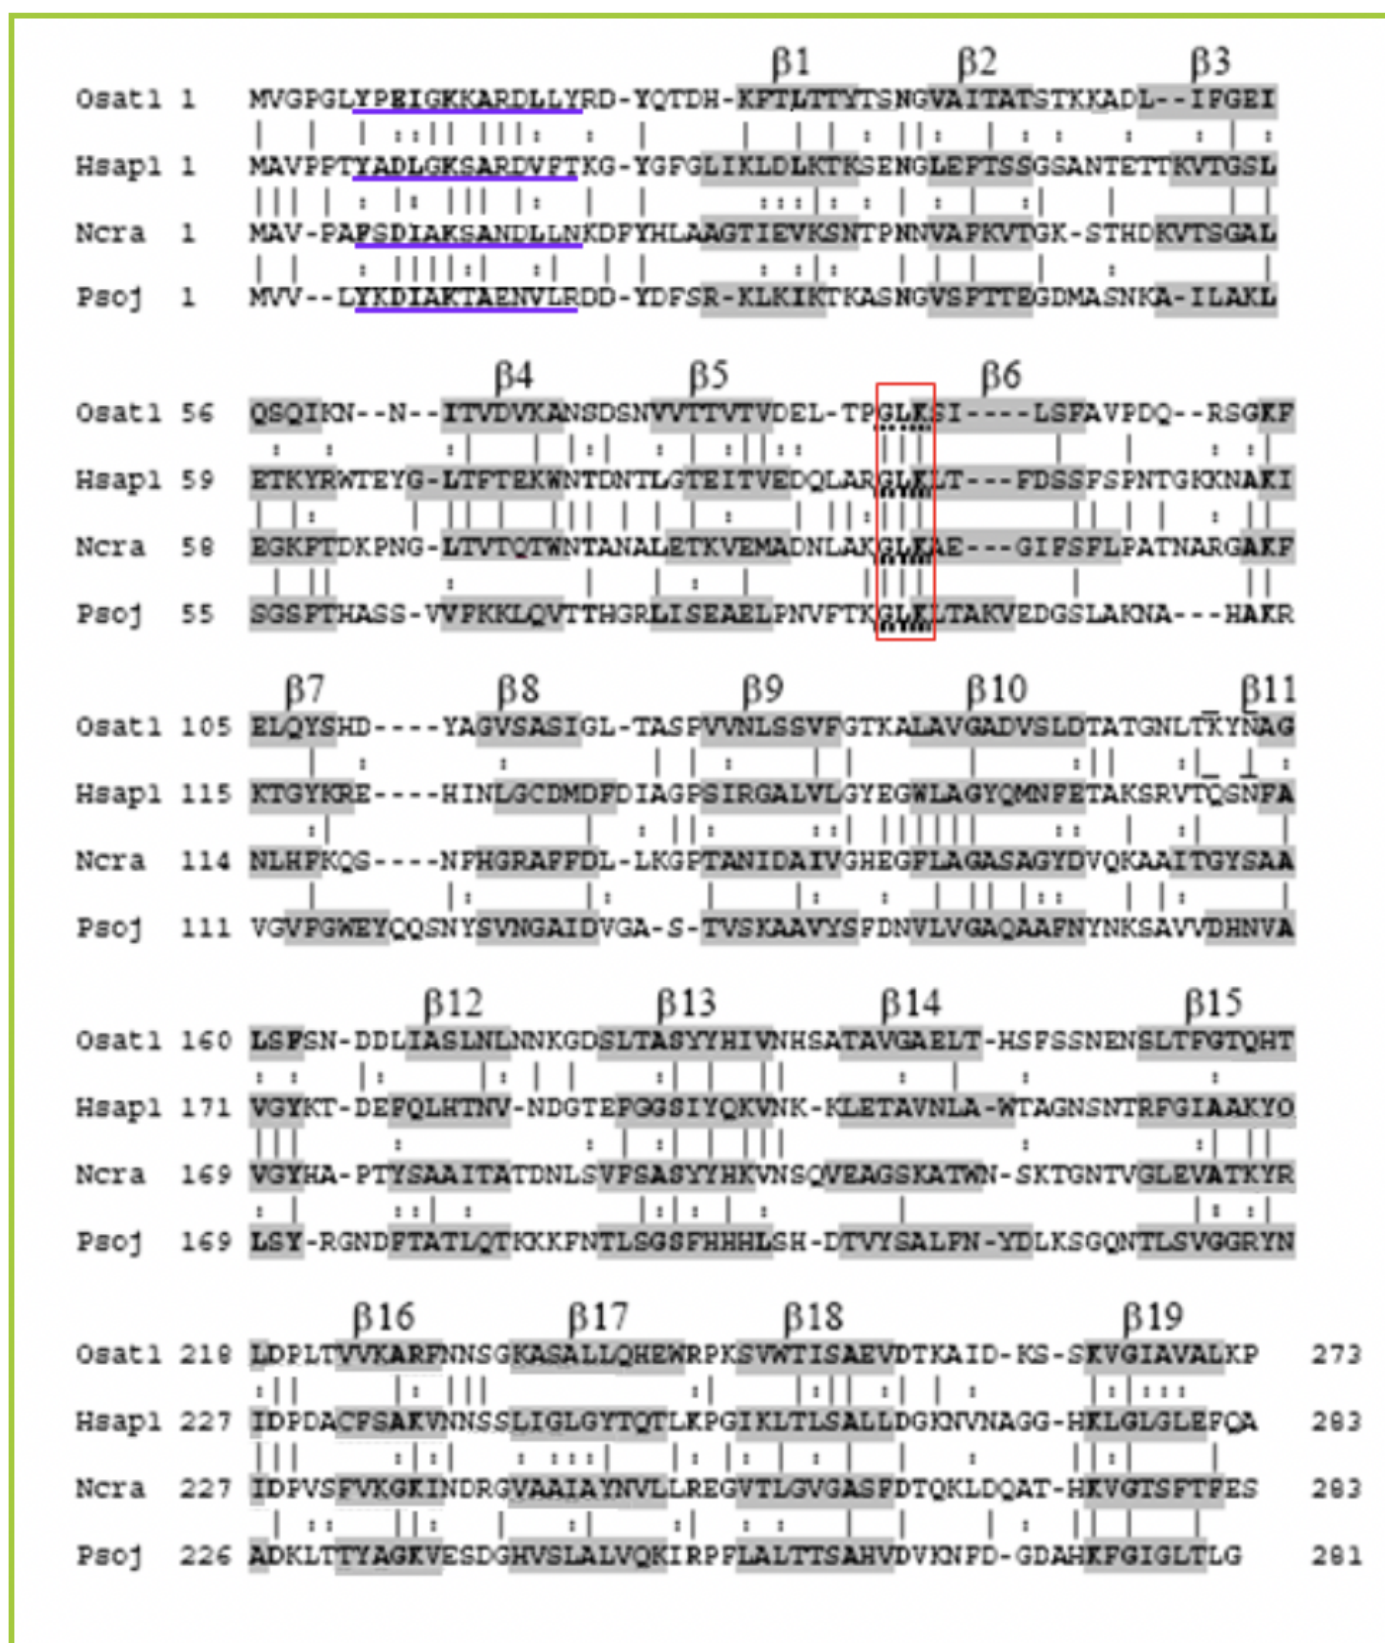 β1 β2 β3
Osat1 1 MVGPGLYPEIGKKARDLLYRD-YQTDH-KFTLTTYTSNGVAITATSTKKADL--IFGEI
Hsap1 1 MAVPPTYADLGKSARDVFTKG-YGFGLIKLDLKTKSENGLEFTSSGSANTETTKVTGSL
Ncra 1 MAV-PAFSDIAKSANDLLNKDFYHLAAGTIEVKSNTPNNVAFKVTGK-STHDKVTSGAL
Psoj 1 MVV--LYKDIAKTAENVLRDD-YDFSR-KLKIKTKASNGVSFTTEGDMASNKA-ILAKL
β4 β5 β6
Osat1 56 QSQIKN--N--ITVDVKANSDSNVVTTVTVDEL-TPGLKSI----LSFAVPDQ--RSGKF
Hsap1 59 ETKYRWTEYG-LTFTEKWNTDNTLGTEITVEDQLARGLKLT---FDSSFSPNTGKKNAKI
Ncra 58 EGKFTDKPNG-LTVTQTWNTANALETKVEMADNLAKGLKAE---GIFSFLPATNARGAKF
Psoj 55 SGSFTHASS-VVFKKLQVTTHGRLISEAELPNVFTKGLKLTAKVEDGSLAKNA---HAKR
β7 β8 β9 β10 β11
Osat1 105 ELQYSHD----YAGVSASIGL-TASPVVNLSSVFGTKALAVGADVSLDTATGNLTKYNAG
Hsap1 115 KTGYKRE----HINLGCDMDFDIAGPSIRGALVLGYEGWLAGYQMNFETAKSRVTQSNFA
Ncra 114 NLHFKQS----NFHGRAFFDL-LKGPTANIDAIVGHEGFLAGASAGYDVQKAAITGYSAA
Psoj 111 VGVFGWEYQQSNYSVNGAIDVGA-S-TVSKAAVYSFDNVLVGAQAAFNYNKSAVVDHNVA
β12 β13 β14 β15
Osat1 160 LSFSN-DDLIASLNLNNKGDSLTASYYHIVNHSATAVGAELT-HSFSSNENSLTFGTQHT
Hsap1 171 VGYKT-DEFQLHTNV-NDGTEFGGSIYQKVNK-KLETAVNLA-WTAGNSNTRFGIAAKYQ
Ncra 169 VGYHA-PTYSAAITATDNLSVFSASYYHKVNSQVEAGSKATWN-SKTGNTVGLEVATKYR
Psoj 169 LSY-RGNDFTATLQTKKKFNTLSGSFHHHLSH-DTVYSALFN-YDLKSGQNTLSVGGRYN
β16 β17 β18 β19
Osat1 218 LDPLTVVKARFNNSGKASALLQHEWRPKSVWTISAEVDTKAID-KS-SKVGIAVALKP 273
Hsap1 227 IDPDACFSAKVNNSSLIGLGYTQTLKPGIKLTLSALLDGKNVNAGG-HKLGLGLEFQA 283
Ncra 227 IDPVSFVKGKINDRGVAAIAYNVLLREGVTLGVGASFDTQKLDQAT-HKVGTSFTFES 283
Psoj 226 ADKLTTYAGKVESDGHVSLALVQKIRPFLALTTSAHVDVKNFD-GDAHKFGIGLTLG 281